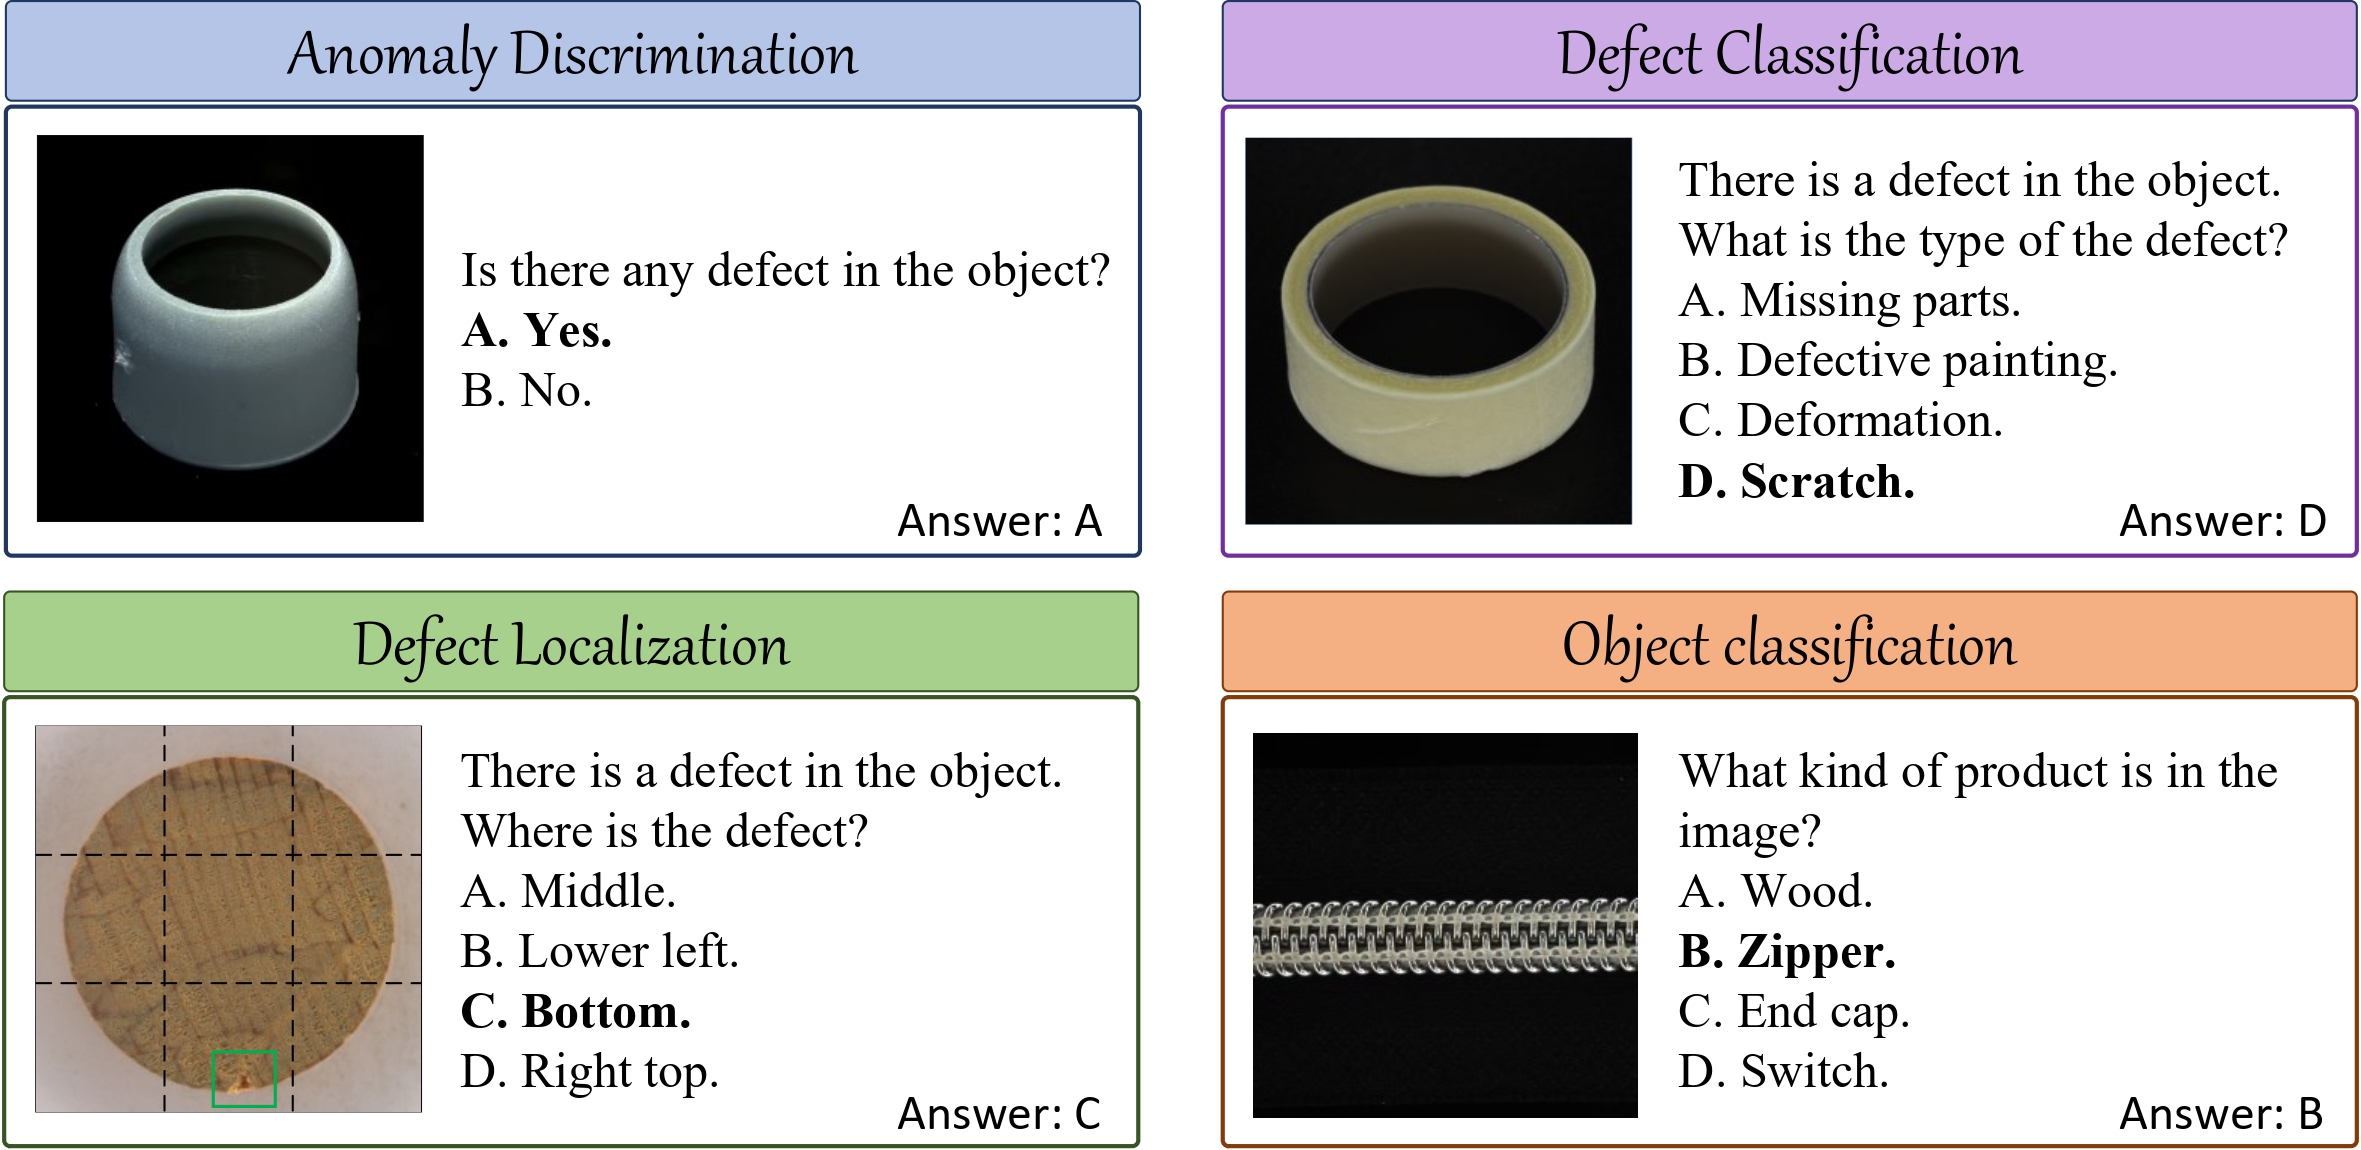 Anomaly Discrimination
Is there any defect in the object?
A. Yes.
B. No.
Answer: A
Defect Classification
There is a defect in the object.
What is the type of the defect?
A. Missing parts.
B. Defective painting.
C. Deformation.
D. Scratch.
Answer: D
Defect Localization
There is a defect in the object.
Where is the defect?
A. Middle.
B. Lower left.
C. Bottom.
D. Right top.
Answer: C
Object classification
What kind of product is in the
image?
A. Wood.
B. Zipper.
C. End cap.
D. Switch.
Answer: B